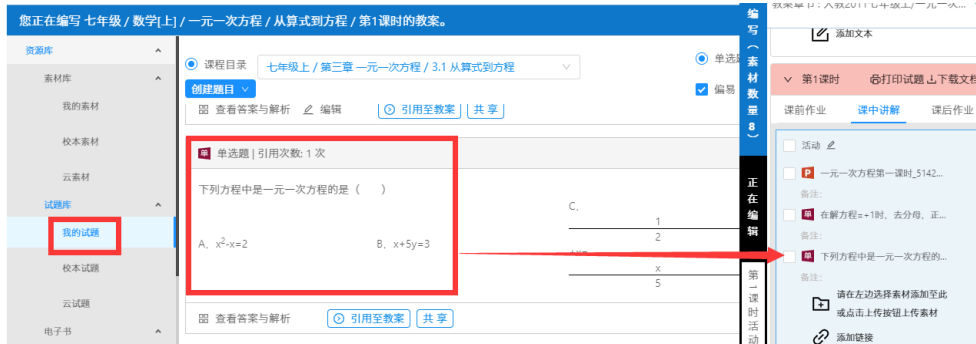 您正在编写 七年级 / 数学[上] / 一元一次方程 / 从算式到方程 / 第1课时的教案。
资源库
素材库
我的素材
校本素材
云素材
试题库
我的试题
校本试题
云试题
电子书
课程目录
七年级上 / 第三章 一元一次方程 / 3.1 从算式到方程
单选题
创建题目
偏易
查看答案与解析
编辑
引用至教案
共享
单 单选题 | 引用次数: 1 次
下列方程中是一元一次方程的是（ ）
A、x²-x=2
B、x+5y=3
C、
1
2
x
5
查看答案与解析
引用至教案
共享
编写（素材数量8）
正在编辑
第一课时活动
添加文本
第1课时
打印试题
下载文档
课前作业
课中讲解
课后作业
活动
P 一元一次方程第一课时_5142...
备注:
单 在解方程=+1时，去分母，正...
备注:
单 下列方程中是一元一次方程的...
备注:
请在左边选择素材添加至此
或点击上传按钮上传素材
添加链接